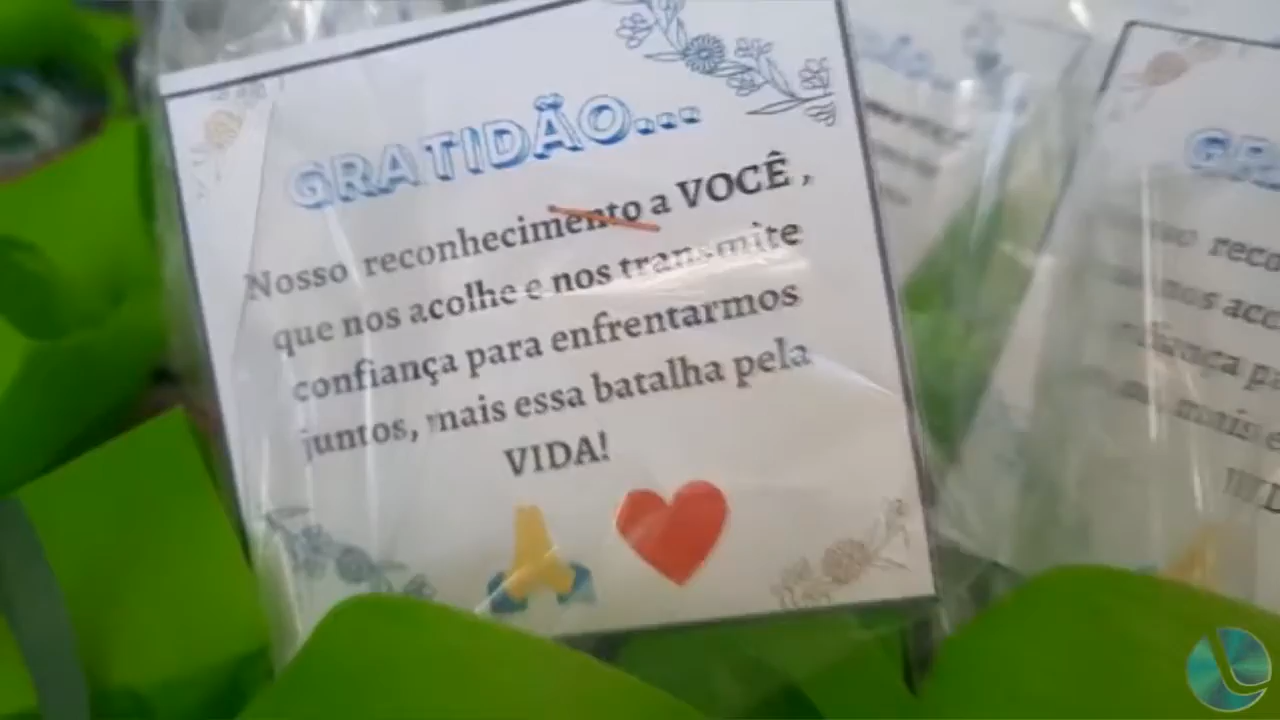 GRATIDÃO...
Nosso reconhecimento a VOCÊ,
que nos acolhe e nos transmite
confiança para enfrentarmos
juntos, mais essa batalha pela
VIDA!